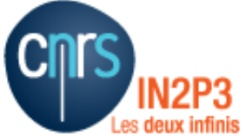 cnrs
IN2P3
Les deux infinis